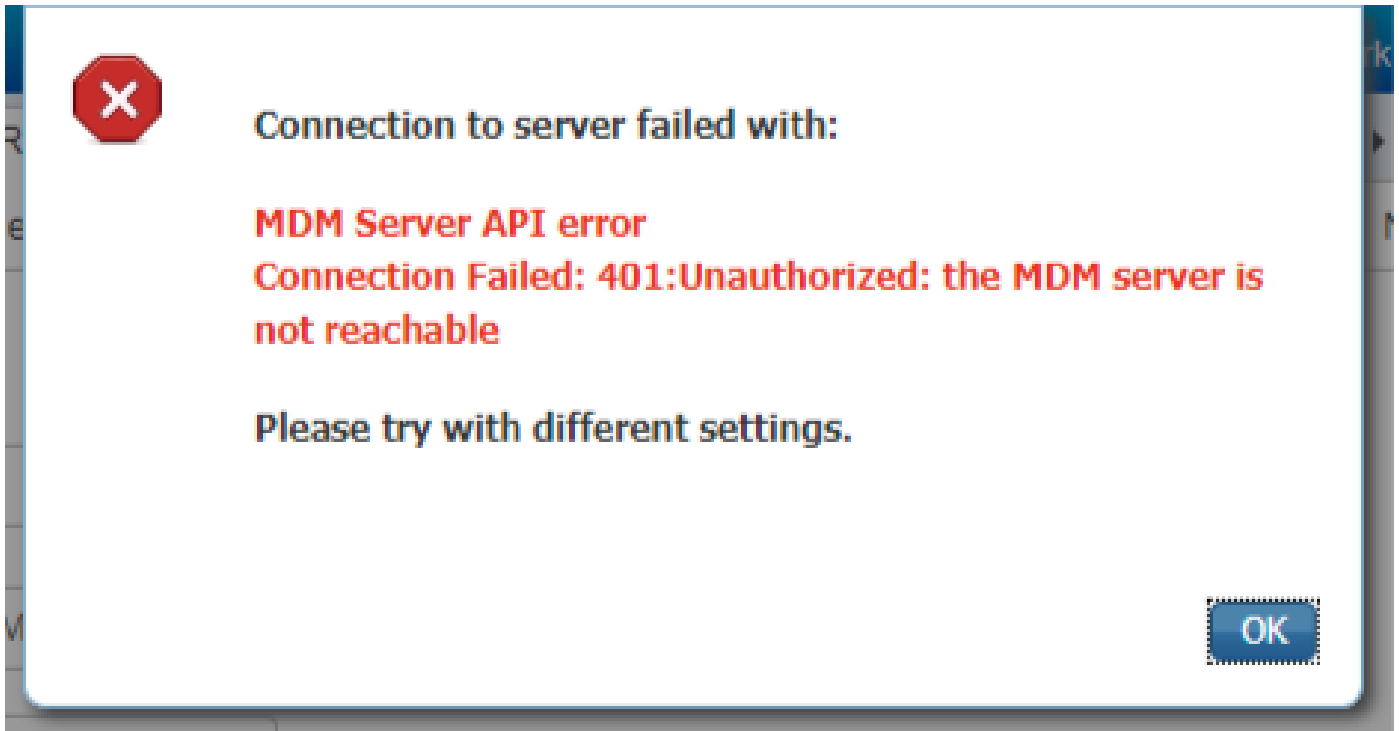 Connection to server failed with:
MDM Server API error
Connection Failed: 401:Unauthorized: the MDM server is
not reachable
Please try with different settings.
OK